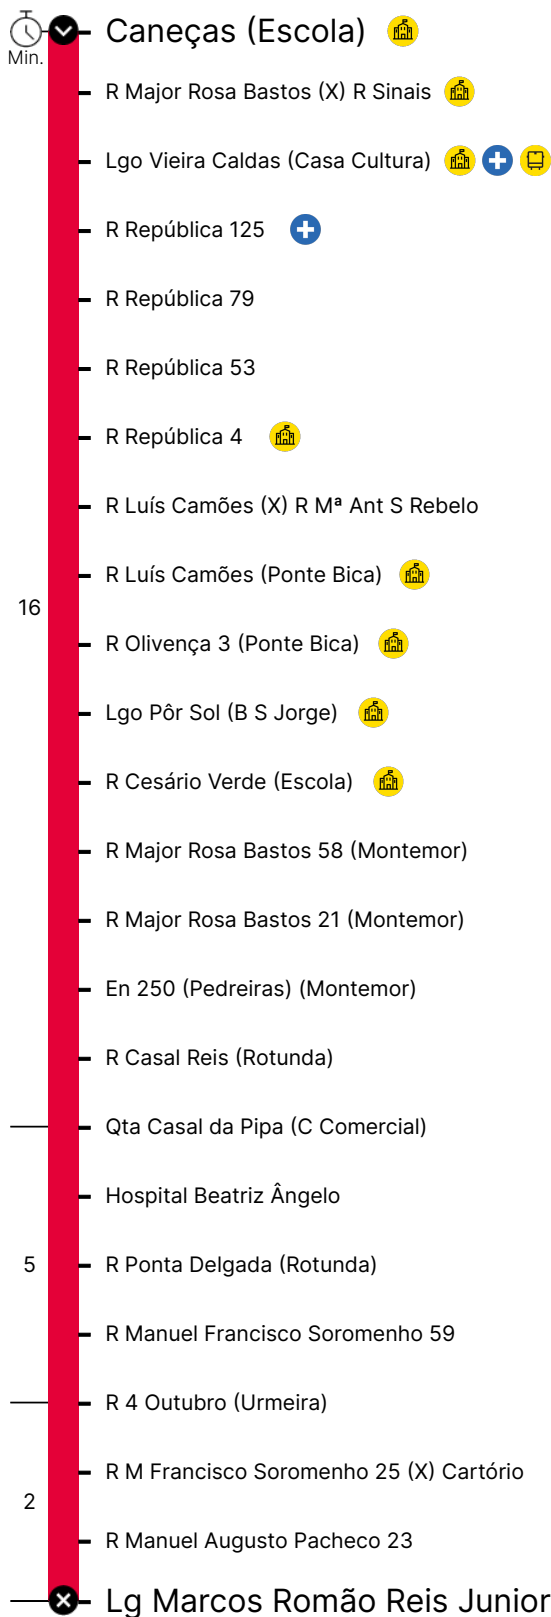 Caneças (Escola)
Min.
R Major Rosa Bastos (X) R Sinais
Lgo Vieira Caldas (Casa Cultura)
R República 125
R República 79
R República 53
R República 4
R Luís Camões (X) R Mª Ant S Rebelo
R Luís Camões (Ponte Bica)
16
R Olivença 3 (Ponte Bica)
Lgo Pôr Sol (B S Jorge)
R Cesário Verde (Escola)
R Major Rosa Bastos 58 (Montemor)
R Major Rosa Bastos 21 (Montemor)
En 250 (Pedreiras) (Montemor)
R Casal Reis (Rotunda)
Qta Casal da Pipa (C Comercial)
Hospital Beatriz Ângelo
5
R Ponta Delgada (Rotunda)
R Manuel Francisco Soromenho 59
R 4 Outubro (Urmeira)
R M Francisco Soromenho 25 (X) Cartório
2
R Manuel Augusto Pacheco 23
Lg Marcos Romão Reis Junior